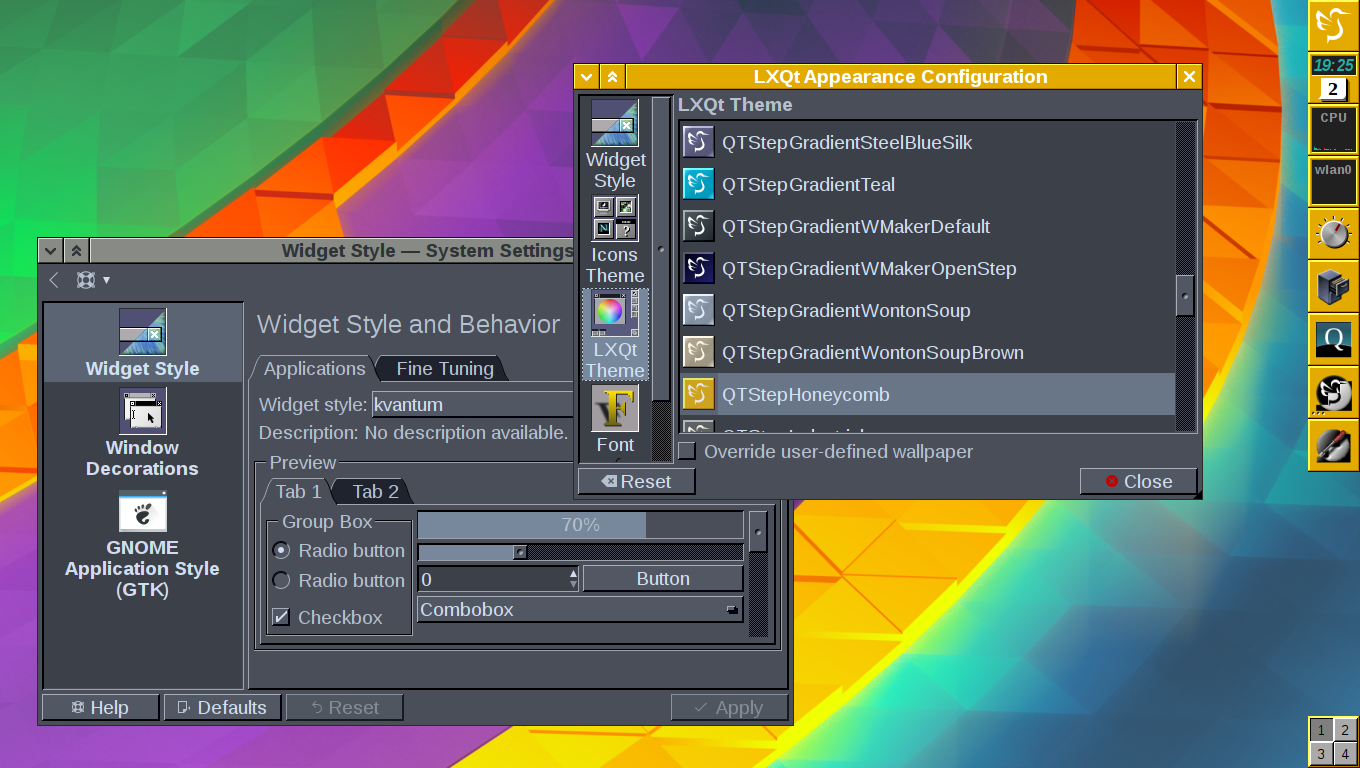 LXQt Appearance Configuration
LXQt Theme
Widget
Style
Icons
Theme
LXQt
Theme
Font
QTStepGradientSteelBlueSilk
QTStepGradientTeal
QTStepGradientWMakerDefault
QTStepGradientWMakerOpenStep
QTStepGradientWontonSoup
QTStepGradientWontonSoupBrown
QTStepHoneycomb
Override user-defined wallpaper
Reset
Close
Widget Style — System Settings
Widget Style
Window
Decorations
GNOME
Application Style
(GTK)
Widget Style and Behavior
Applications
Fine Tuning
Widget style: kvantum
Description: No description available.
Preview
Tab 1
Tab 2
Group Box
Radio button
Radio button
Checkbox
70%
0
Button
Combobox
Help
Defaults
Reset
Apply
19:25
2
CPU
wlan0
Q
1 2
3 4